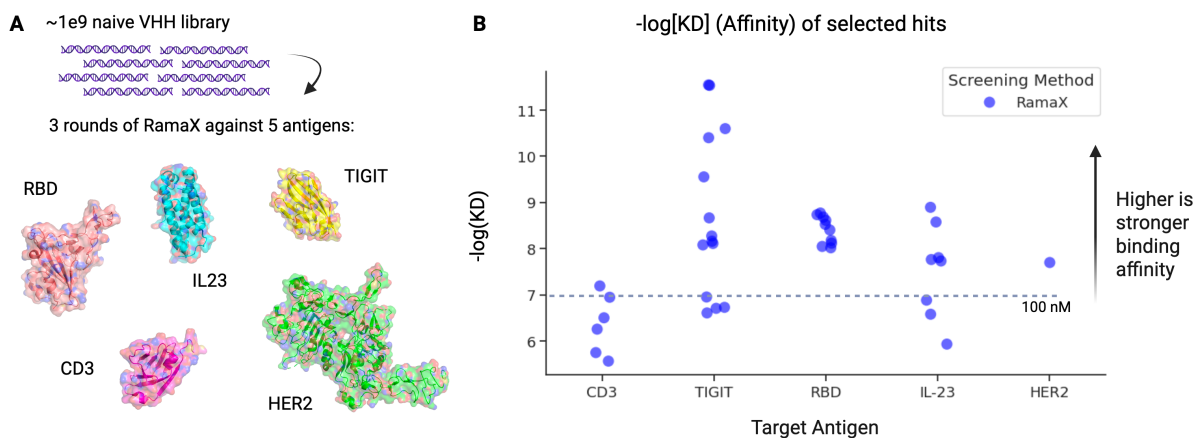 A
~1e9 naive VHH library
3 rounds of RamaX against 5 antigens:
RBD
TIGIT
IL23
CD3
HER2
B
-log[KD] (Affinity) of selected hits
Screening Method
RamaX
-log(KD)
11
10
9
8
7
6
100 nM
Higher is
stronger
binding
affinity
CD3
TIGIT
RBD
IL-23
HER2
Target Antigen